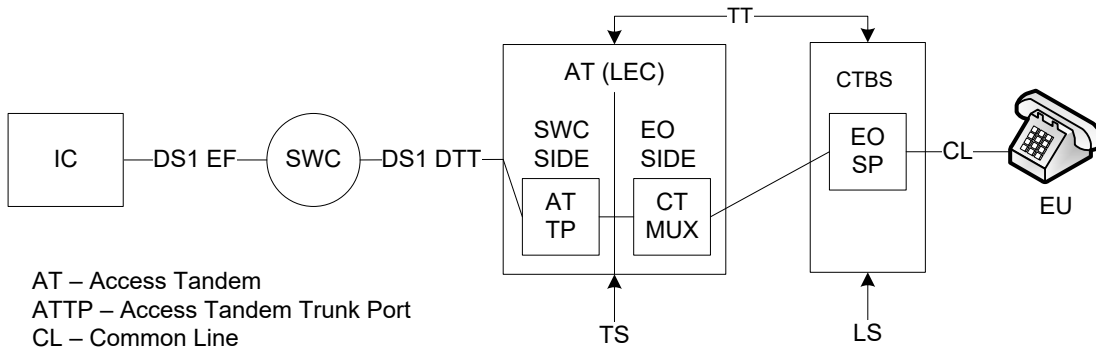 TT
AT (LEC)
CTBS
SWC
SIDE
EO
SIDE
IC
DS1 EF
SWC
DS1 DTT
AT
TP
CT
MUX
EO
SP
CL
EU
AT – Access Tandem
ATTP – Access Tandem Trunk Port
CL – Common Line
TS
LS